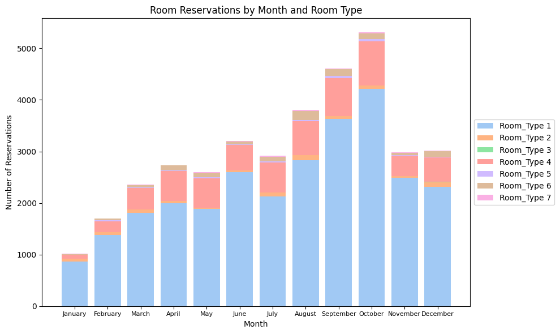 Room Reservations by Month and Room Type
Number of Reservations
5000
4000
3000
2000
1000
0
January February March April May June July August September October November December
Month
Room_Type 1
Room_Type 2
Room_Type 3
Room_Type 4
Room_Type 5
Room_Type 6
Room_Type 7